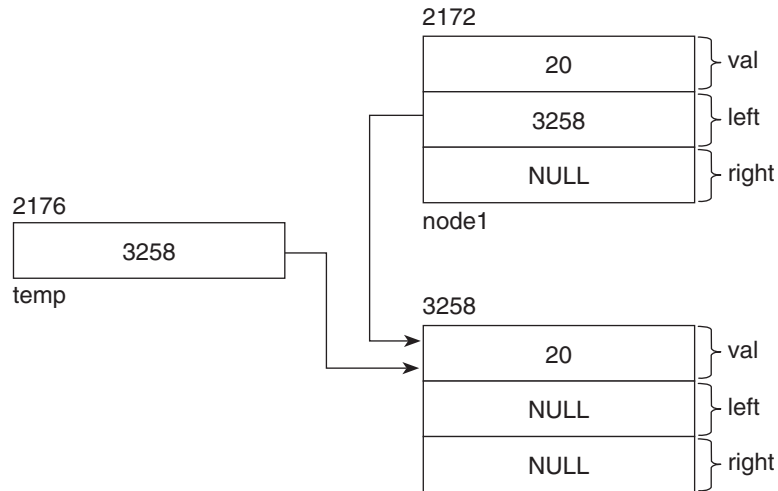 2172
20
val
3258
left
NULL
right
node1
2176
3258
temp
3258
20
val
NULL
left
NULL
right